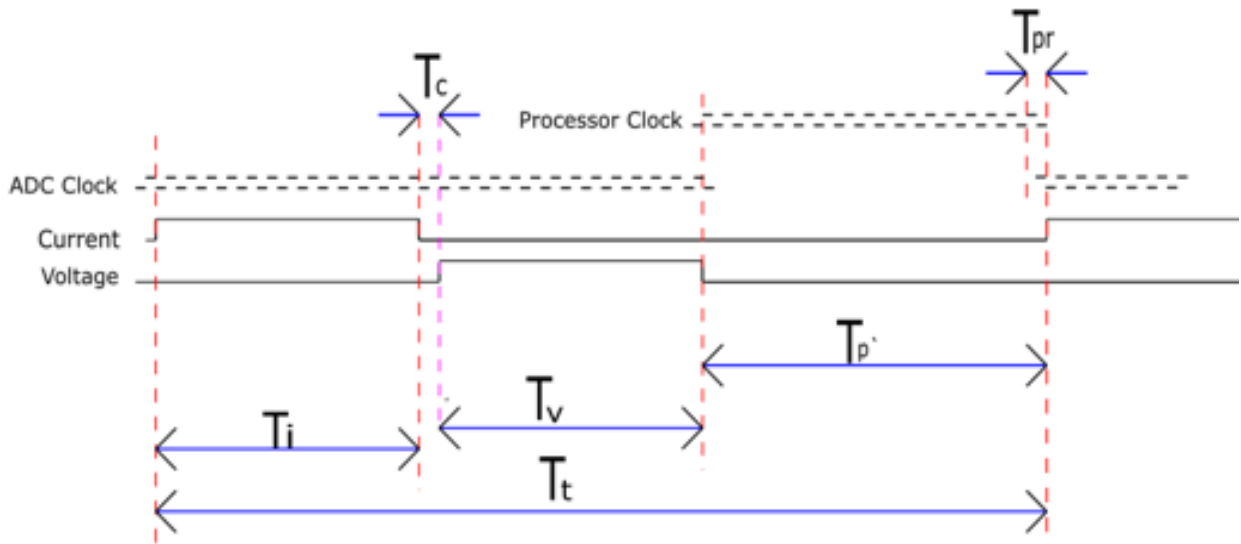 Tpr
Tc
Processor Clock
ADC Clock
Current
Voltage
Tp`
Tv
Ti
Tt